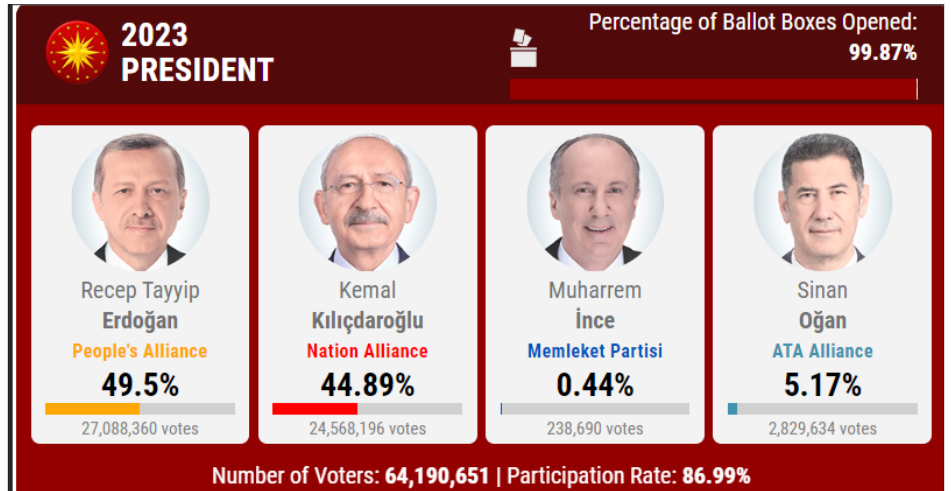 2023
PRESIDENT
Percentage of Ballot Boxes Opened:
99.87%
Recep Tayyip
Erdoğan
People's Alliance
49.5%
27,088,360 votes
Kemal
Kılıçdaroğlu
Nation Alliance
44.89%
24,568,196 votes
Muharrem
İnce
Memleket Partisi
0.44%
238,690 votes
Sinan
Oğan
ATA Alliance
5.17%
2,829,634 votes
Number of Voters: 64,190,651 | Participation Rate: 86.99%